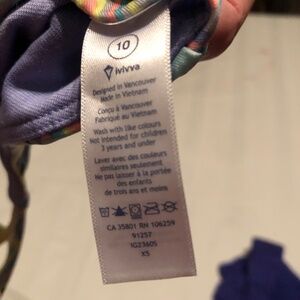 10
ivivva
Designed in Vancouver
Made in Vietnam
Conçu à Vancouver
Fabriqué au Vietnam
Wash with like colours
Not intended for children
3 years and under
Laver avec des couleurs
similaires seulement.
Ne pas laisser à la portée
des enfants
de trois ans et moins
CA 35801 RN 106259
91257
IG2360S
XS